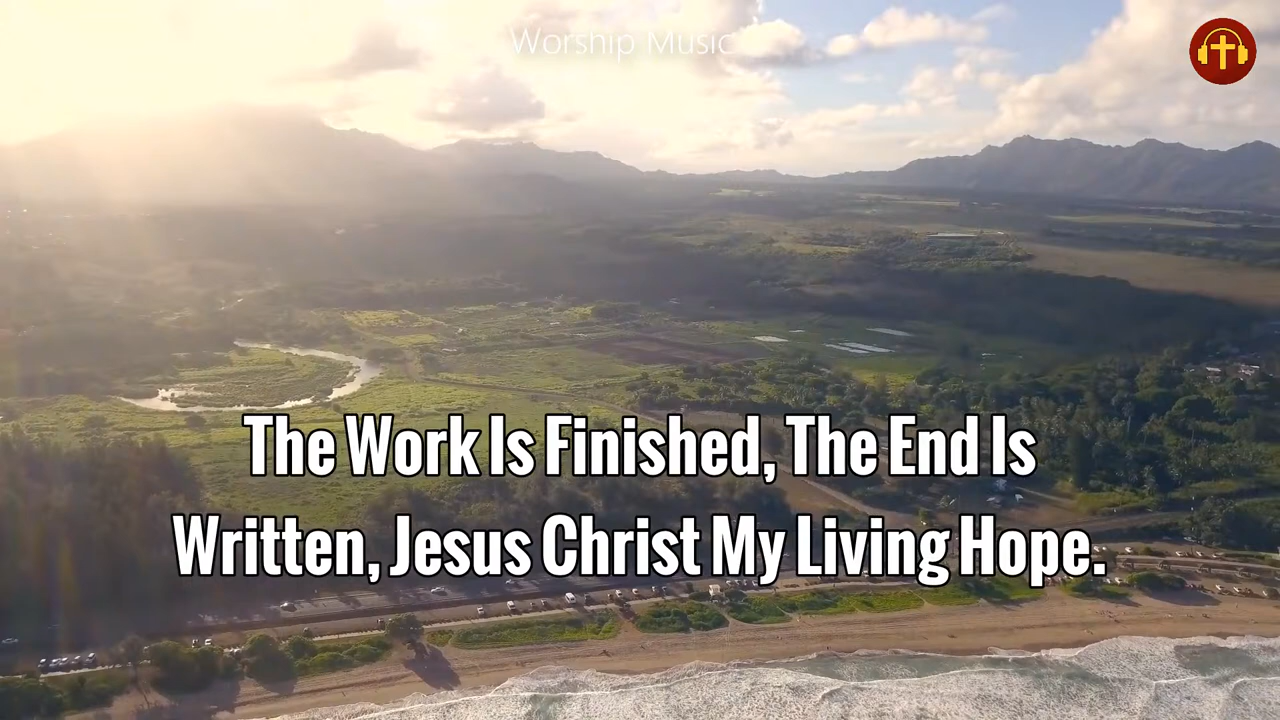 Worship Music
The Work Is Finished, The End Is
Written, Jesus Christ My Living Hope.